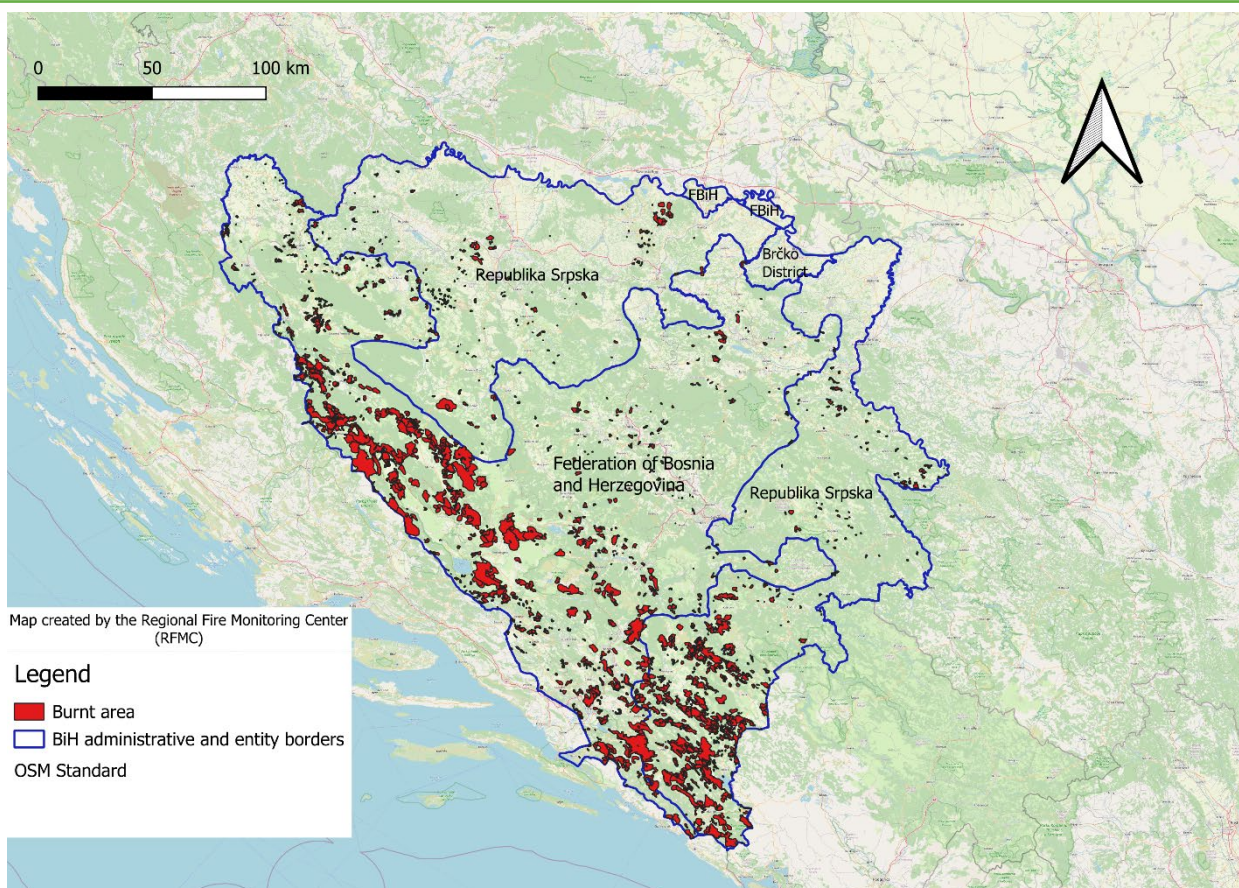 0 50 100 km
FBiH
FBiH
Brčko
District
Republika Srpska
Federation of Bosnia
and Herzegovina
Republika Srpska
Map created by the Regional Fire Monitoring Center
(RFMC)
Legend
Burnt area
BiH administrative and entity borders
OSM Standard